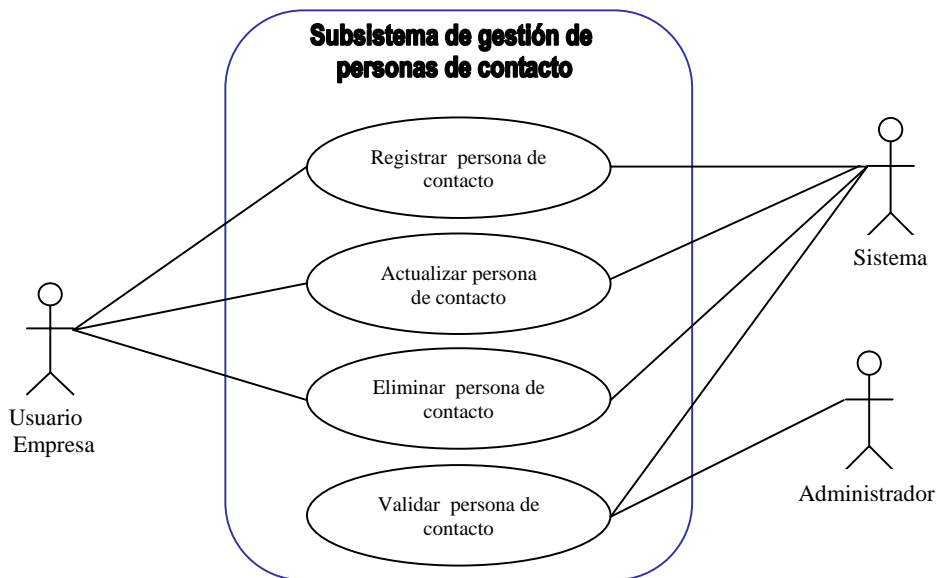 Subsistema de gestión de
personas de contacto
Registrar persona de
contacto
Actualizar persona
de contacto
Eliminar persona de
contacto
Validar persona de
contacto
Usuario
Empresa
Sistema
Administrador